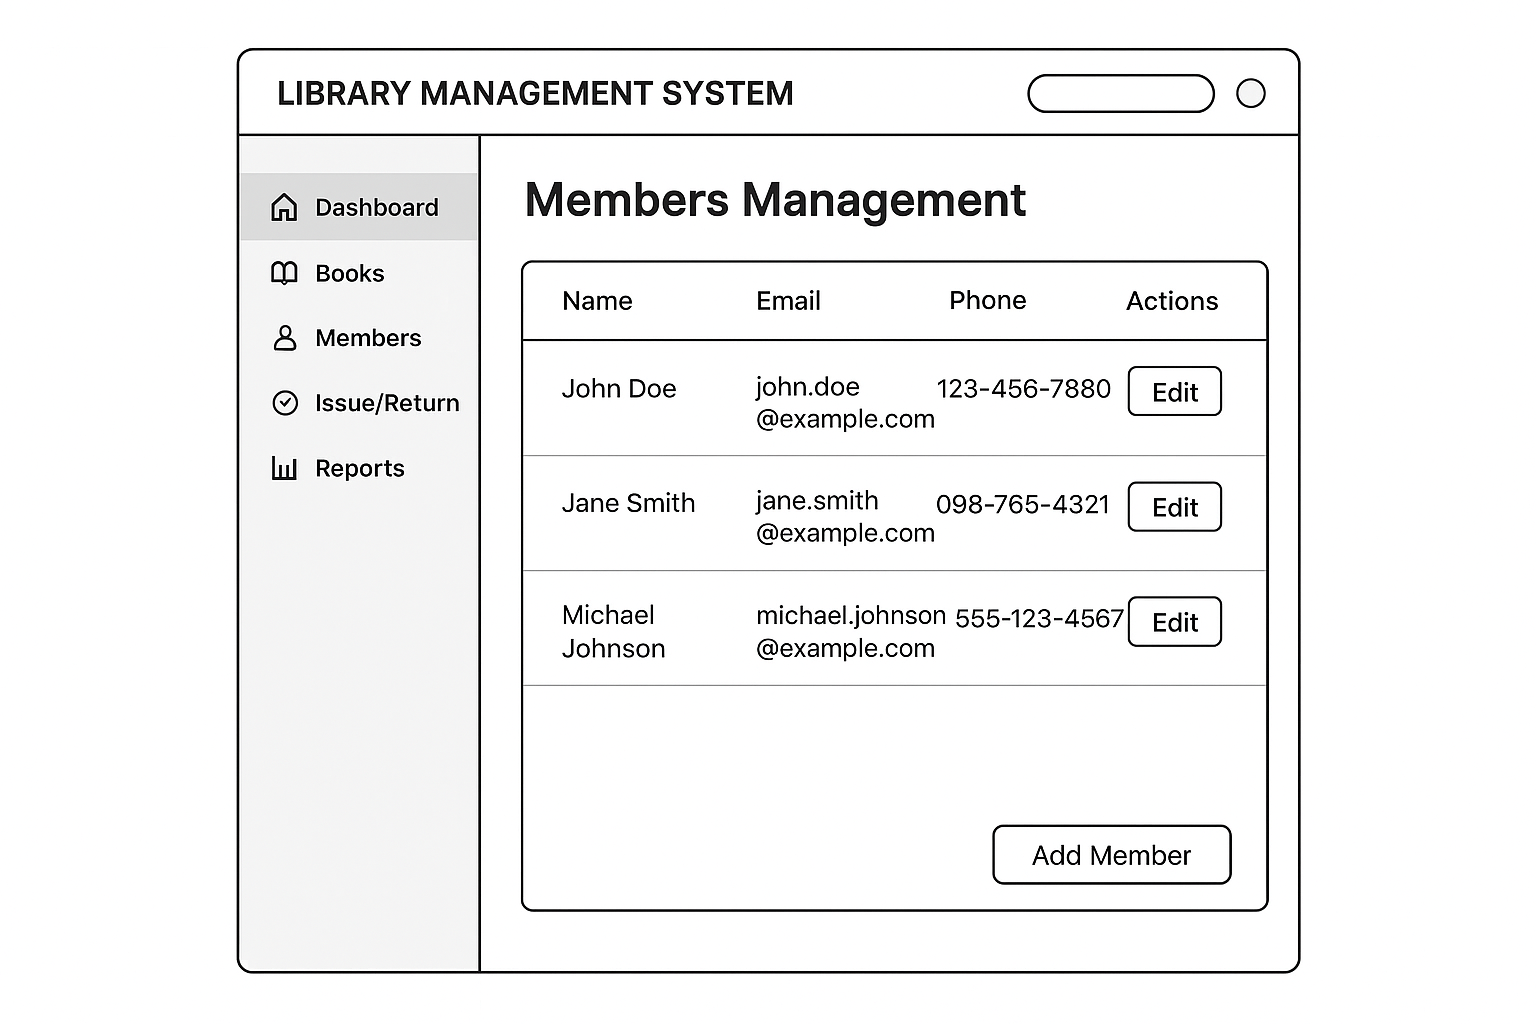 LIBRARY MANAGEMENT SYSTEM
Dashboard
Books
Members
Issue/Return
Reports
Members Management
Name Email Phone Actions
John Doe john.doe 123-456-7880 Edit
@example.com
Jane Smith jane.smith 098-765-4321 Edit
@example.com
Michael michael.johnson 555-123-4567 Edit
Johnson @example.com
Add Member